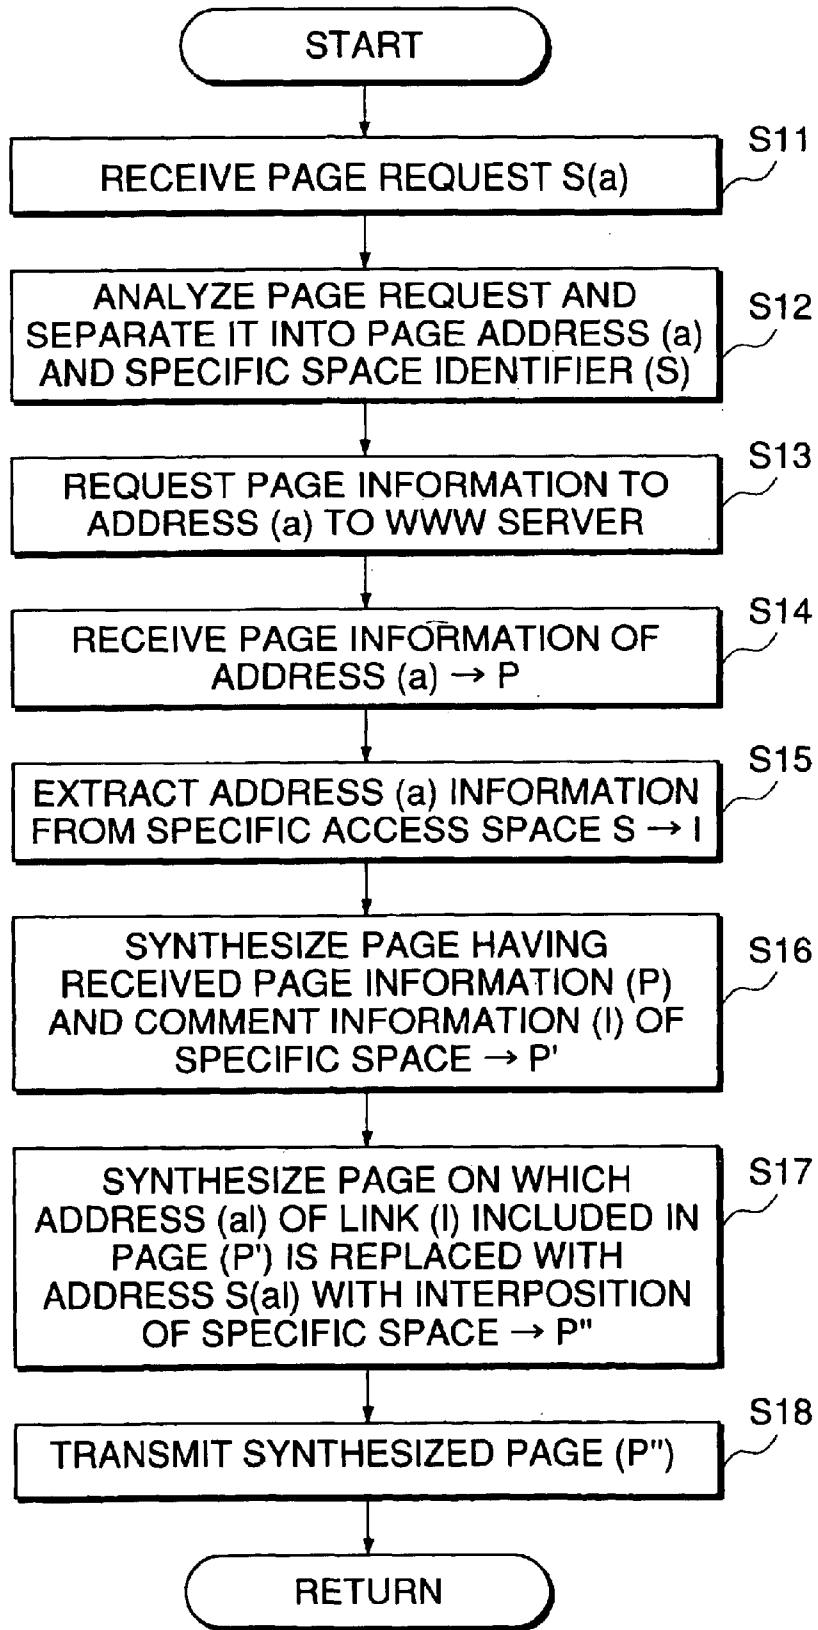 START
S11
RECEIVE PAGE REQUEST S(a)
S12
ANALYZE PAGE REQUEST AND
SEPARATE IT INTO PAGE ADDRESS (a)
AND SPECIFIC SPACE IDENTIFIER (S)
S13
REQUEST PAGE INFORMATION TO
ADDRESS (a) TO WWW SERVER
S14
RECEIVE PAGE INFORMATION OF
ADDRESS (a) → P
S15
EXTRACT ADDRESS (a) INFORMATION
FROM SPECIFIC ACCESS SPACE S → I
S16
SYNTHESIZE PAGE HAVING
RECEIVED PAGE INFORMATION (P)
AND COMMENT INFORMATION (I) OF
SPECIFIC SPACE → P'
S17
SYNTHESIZE PAGE ON WHICH
ADDRESS (al) OF LINK (l) INCLUDED IN
PAGE (P') IS REPLACED WITH
ADDRESS S(al) WITH INTERPOSITION
OF SPECIFIC SPACE → P"
S18
TRANSMIT SYNTHESIZED PAGE (P")
RETURN